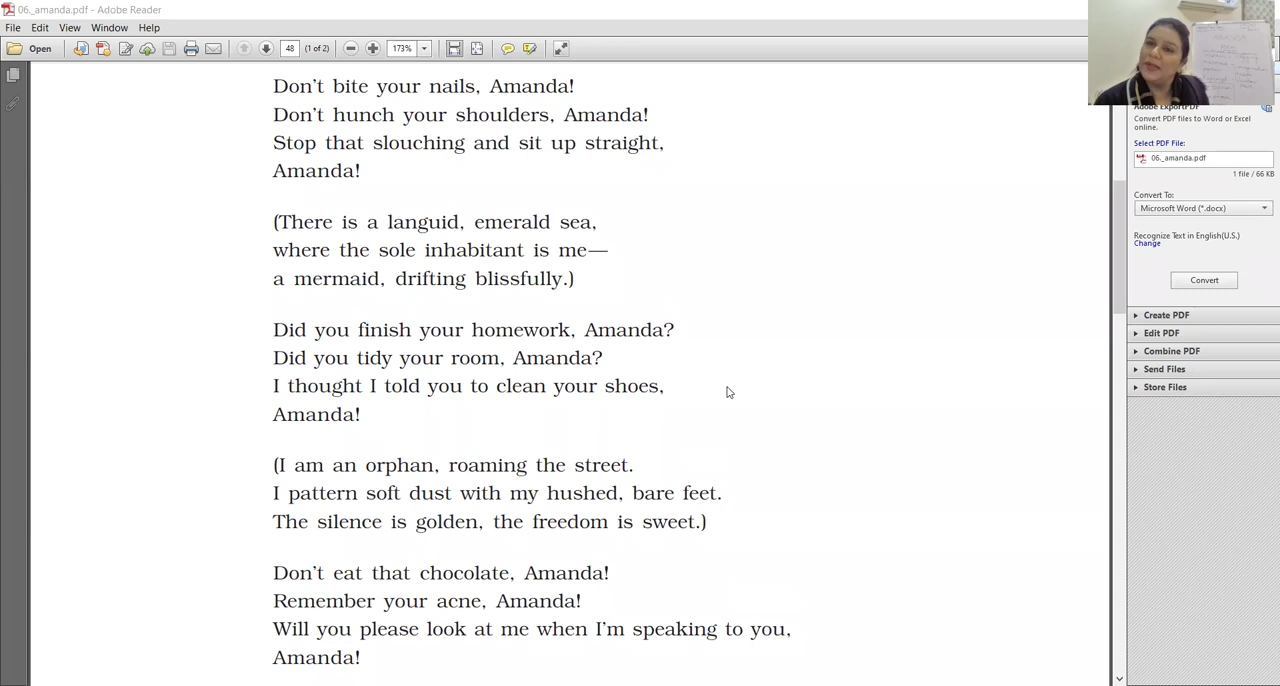 06._amanda.pdf - Adobe Reader
File Edit View Window Help
Open 48 (1 of 2) 173%
Don't bite your nails, Amanda!
Don't hunch your shoulders, Amanda!
Stop that slouching and sit up straight,
Amanda!
(There is a languid, emerald sea,
where the sole inhabitant is me—
a mermaid, drifting blissfully.)
Did you finish your homework, Amanda?
Did you tidy your room, Amanda?
I thought I told you to clean your shoes,
Amanda!
(I am an orphan, roaming the street.
I pattern soft dust with my hushed, bare feet.
The silence is golden, the freedom is sweet.)
Don't eat that chocolate, Amanda!
Remember your acne, Amanda!
Will you please look at me when I'm speaking to you,
Amanda!
Adobe ExportPDF
Convert PDF files to Word or Excel
online.
Select PDF File:
06._amanda.pdf
1 file / 66 KB
Convert To:
Microsoft Word (*.docx)
Recognize Text in English(U.S.)
Change
Convert
Create PDF
Edit PDF
Combine PDF
Send Files
Store Files